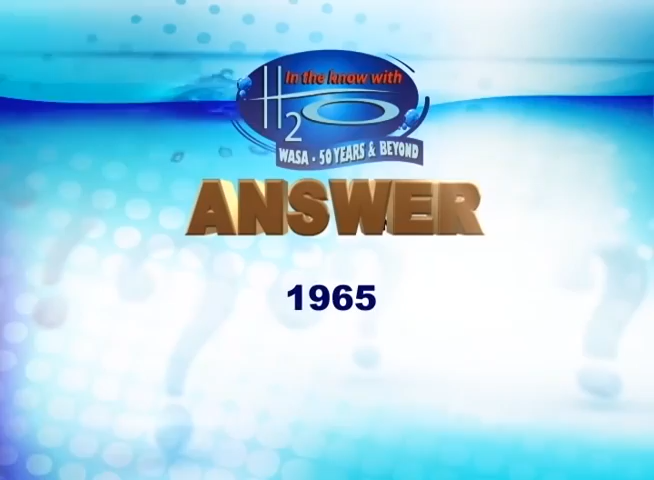 In the know with
H2O
WASA - 50 YEARS & BEYOND
ANSWER
1965